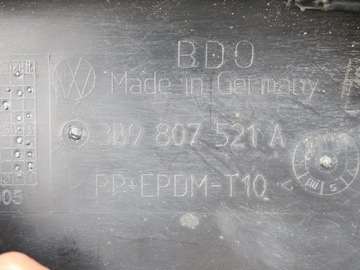 BDO
Made in Germany
3B9 807 521 A
PP+EPDM-T10